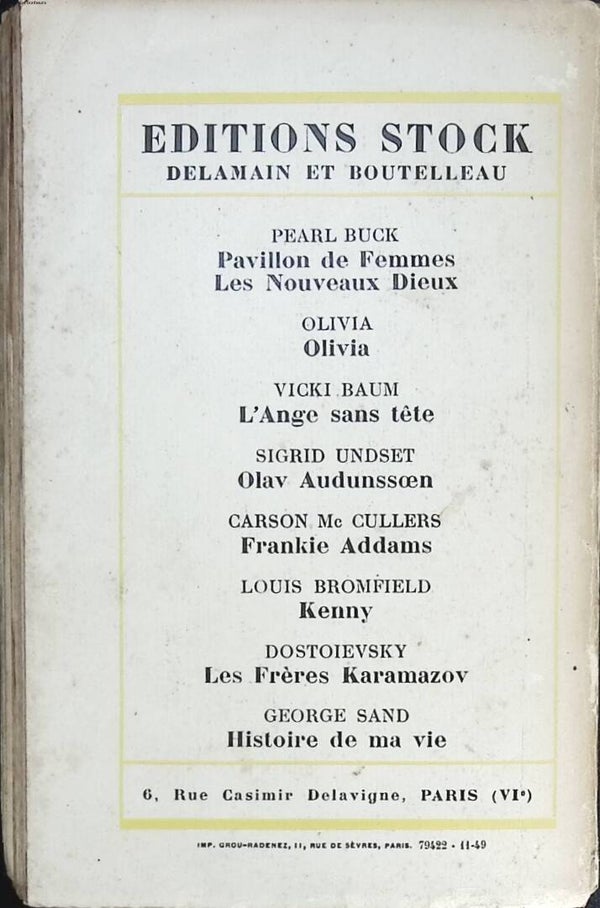 EDITIONS STOCK
DELAMAIN ET BOUTELLEAU
PEARL BUCK
Pavillon de Femmes
Les Nouveaux Dieux
OLIVIA
Olivia
VICKI BAUM
L'Ange sans tête
SIGRID UNDSET
Olav Audunssœn
CARSON Mc CULLERS
Frankie Addams
LOUIS BROMFIELD
Kenny
DOSTOIEVSKY
Les Frères Karamazov
GEORGE SAND
Histoire de ma vie
6, Rue Casimir Delavigne, PARIS (VIe)
IMP. GROU-RADENEZ, 11, RUE DE SÈVRES, PARIS. 79422 - 11-49